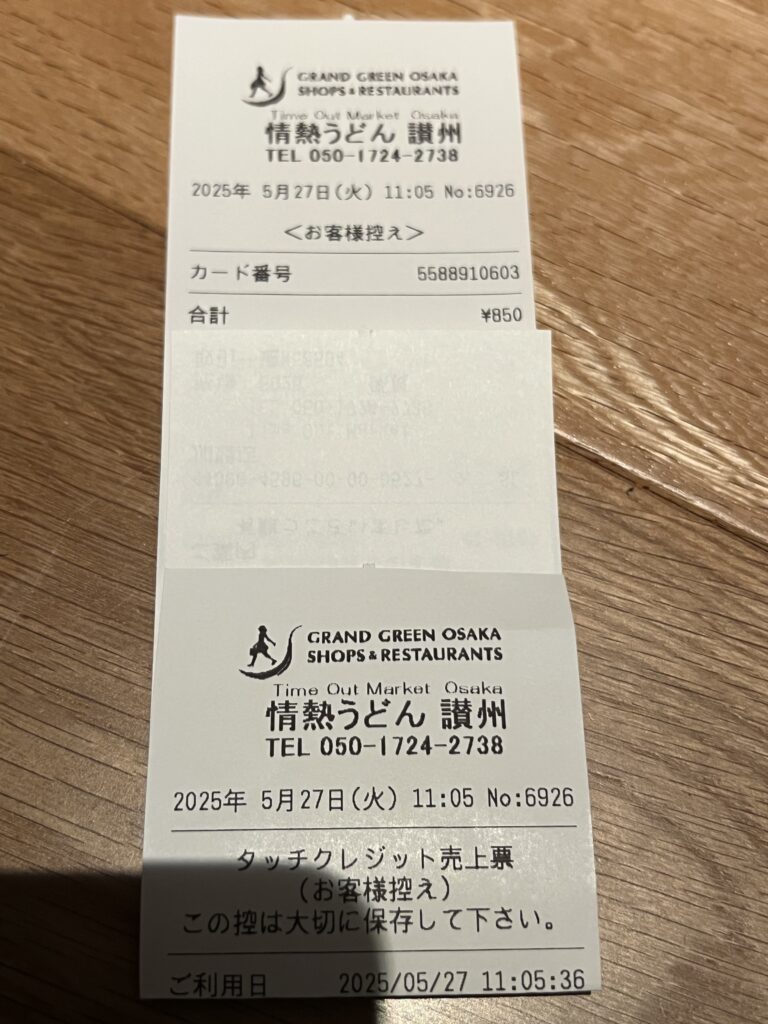 GRAND GREEN OSAKA
SHOPS & RESTAURANTS
Time Out Market Osaka
情熱うどん 讃州
TEL 050-1724-2738
2025年 5月27日(火) 11:05 No:6926
<お客様控え>
カード番号 5588910603
合計 ¥850
GRAND GREEN OSAKA
SHOPS & RESTAURANTS
Time Out Market Osaka
情熱うどん 讃州
TEL 050-1724-2738
2025年 5月27日(火) 11:05 No:6926
タッチクレジット売上票
(お客様控え)
この控は大切に保存して下さい。
ご利用日 2025/05/27 11:05:36